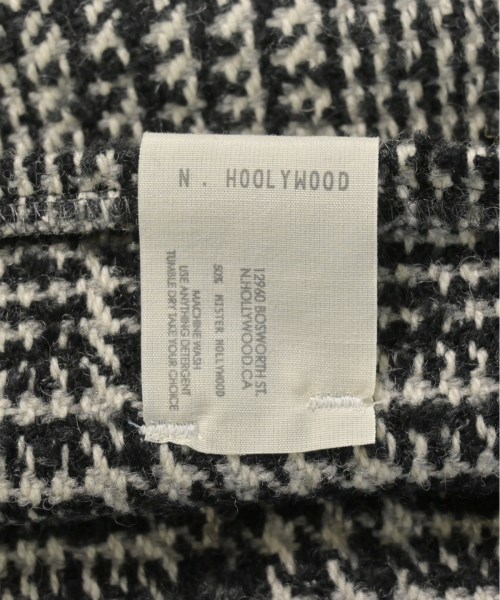 N. HOOLYWOOD
12960 BOSWORTH ST.
N.HOLLYWOOD.CA
50% MISTER HOLLYWOOD
MACHINE WASH
USE ANYTHING DETERGENT
TUMBLE DRY TAKE YOUR CHOICE